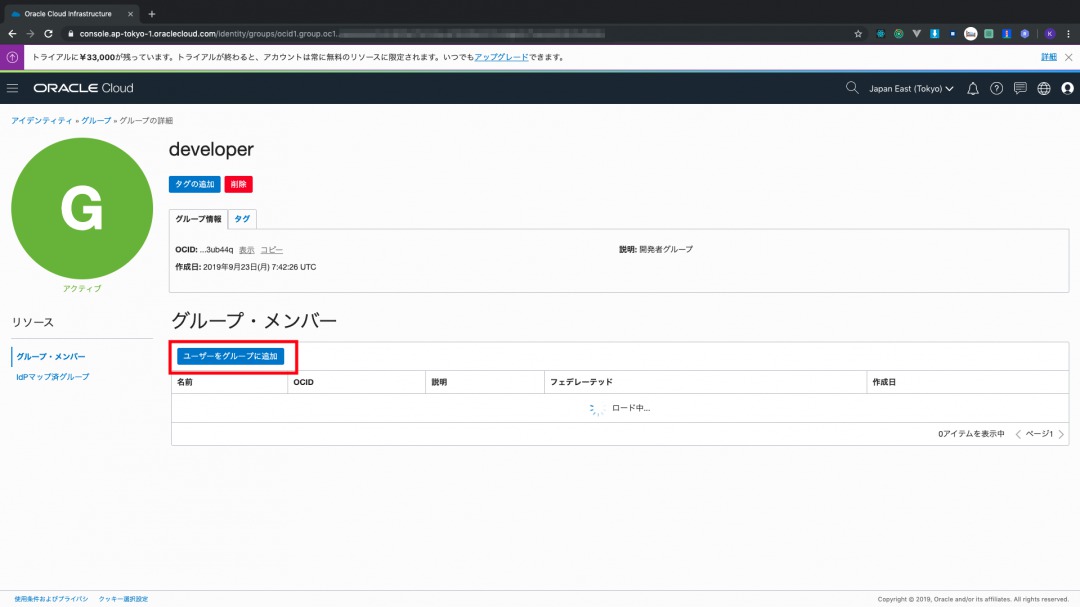 Oracle Cloud Infrastructure
console.ap-tokyo-1.oraclecloud.com/identity/groups/ocid1.group.oc1..
トライアルに¥33,000が残っています。トライアルが終わると、アカウントは常に無料のリソースに限定されます。いつでもアップグレードできます。 詳細
ORACLE Cloud Japan East (Tokyo)
アイデンティティ » グループ » グループの詳細
G
アクティブ
developer
タグの追加 削除
グループ情報 タグ
OCID: ...3ub44q 表示 コピー 説明: 開発者グループ
作成日: 2019年9月23日(月) 7:42:26 UTC
リソース
グループ・メンバー
IdPマップ済グループ
グループ・メンバー
ユーザーをグループに追加
名前 OCID 説明 フェデレーテッド 作成日
ロード中...
0アイテムを表示中 ページ1
使用条件およびプライバシ クッキー選択設定 Copyright © 2019, Oracle and/or its affiliates. All rights reserved.